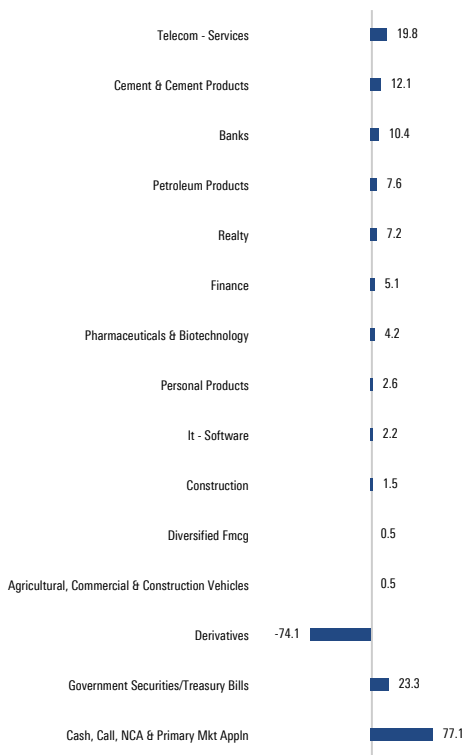 Telecom - Services 19.8
Cement & Cement Products 12.1
Banks 10.4
Petroleum Products 7.6
Realty 7.2
Finance 5.1
Pharmaceuticals & Biotechnology 4.2
Personal Products 2.6
It - Software 2.2
Construction 1.5
Diversified Fmcg 0.5
Agricultural, Commercial & Construction Vehicles 0.5
Derivatives -74.1
Government Securities/Treasury Bills 23.3
Cash, Call, NCA & Primary Mkt Appln 77.1